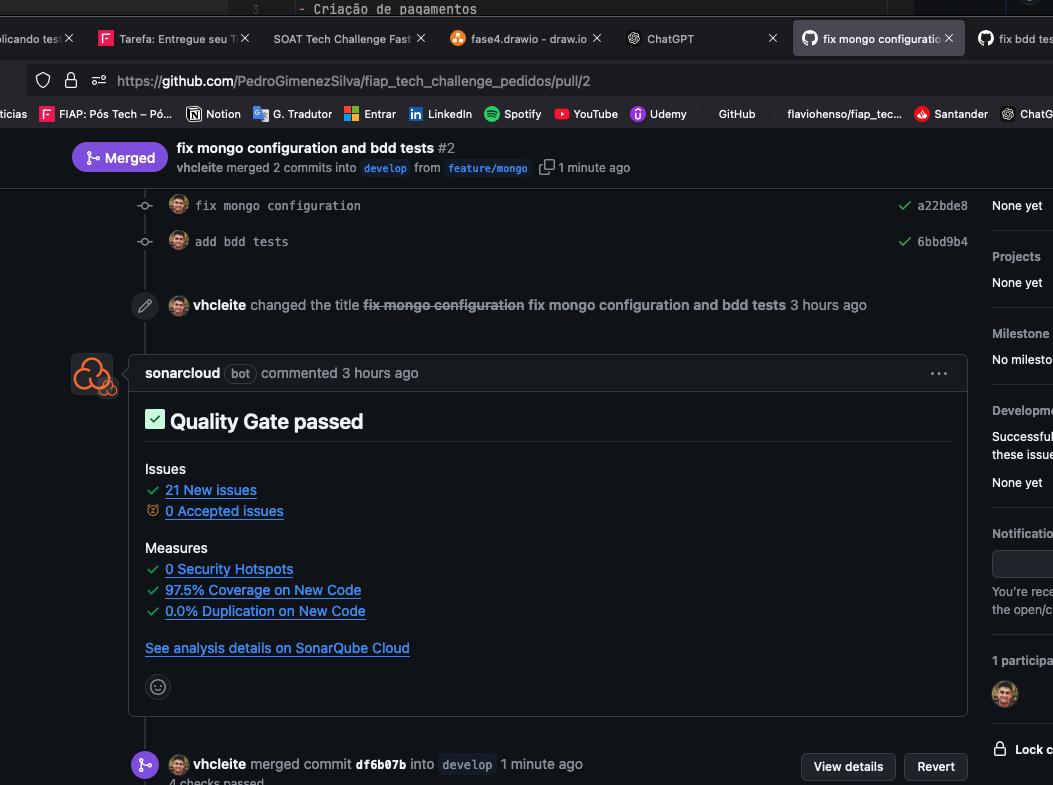 3 - Criação de pagamentos
plicando test
Tarefa: Entregue seu T
SOAT Tech Challenge Fast
fase4.drawio - draw.io
ChatGPT
fix mongo configuratio
fix bdd tes
https://github.com/PedroGimenezSilva/fiap_tech_challenge_pedidos/pull/2
ticias
FIAP: Pós Tech – Pó...
Notion
G. Tradutor
Entrar
LinkedIn
Spotify
YouTube
Udemy
GitHub
flaviohenso/fiap_tec...
Santander
ChatG
Merged
fix mongo configuration and bdd tests #2
vhcleite merged 2 commits into develop from feature/mongo 1 minute ago
fix mongo configuration a22bde8
add bdd tests 6bbd9b4
vhcleite changed the title fix mongo configuration fix mongo configuration and bdd tests 3 hours ago
sonarcloud bot commented 3 hours ago
Quality Gate passed
Issues
21 New issues
0 Accepted issues
Measures
0 Security Hotspots
97.5% Coverage on New Code
0.0% Duplication on New Code
See analysis details on SonarQube Cloud
vhcleite merged commit df6b07b into develop 1 minute ago
4 checks passed
View details
Revert
None yet
Projects
None yet
Milestone
No milesto
Developme
Successful
these issue
None yet
Notificatio
You're rece
the open/c
1 participa
Lock c